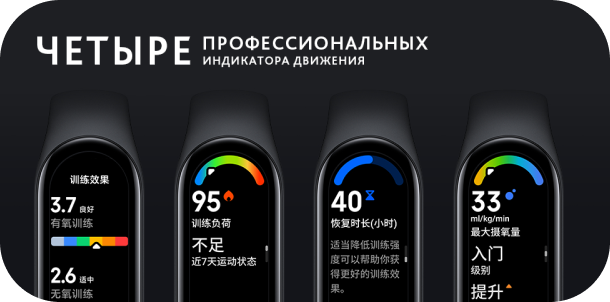 ЧЕТЫРЕ ПРОФЕССИОНАЛЬНЫХ
ИНДИКАТОРА ДВИЖЕНИЯ
训练效果
3.7 良好
有氧训练
2.6 适中
无氧训练
95
训练负荷
不足
近7天运动状态
40
恢复时长(小时)
适当降低训练强
度可以帮助你获
得更好的训练效
果。
33
ml/kg/min
最大摄氧量
入门
级别
提升